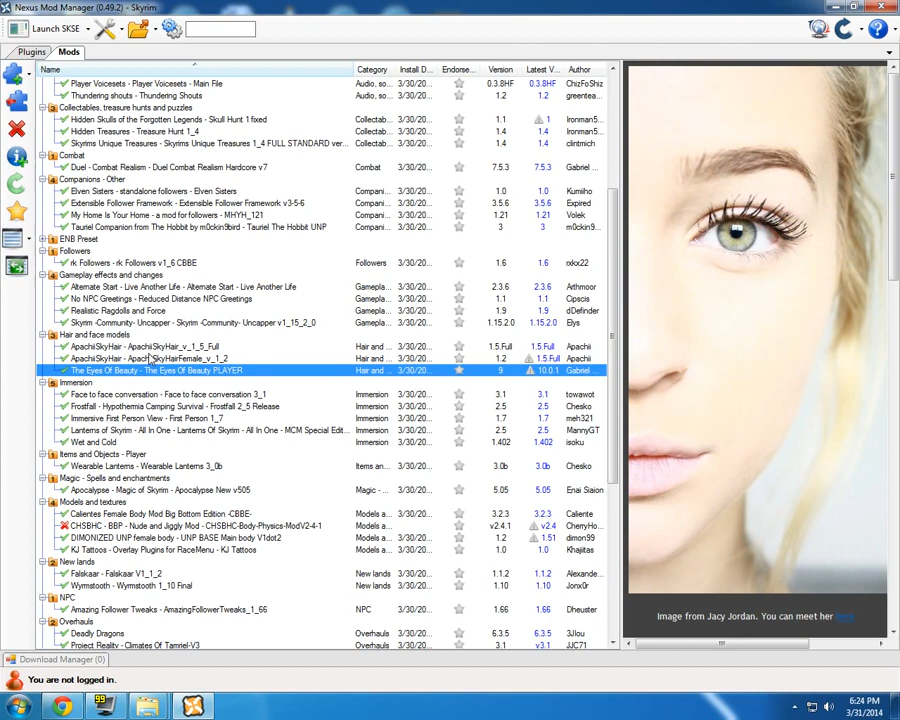 Nexus Mod Manager (0.49.2) - Skyrim
Launch SKSE
Plugins Mods
Name Category Install D... Endorse... Version Latest V... Author
Player Voicesets - Player Voicesets - Main File Audio, so... 3/30/20... 0.3.8HF 0.3.8HF ChizFoShiz
Thundering shouts - Thundering Shouts Audio, so... 3/30/20... 1.2 1.2 greentea...
3 Collectables, treasure hunts and puzzles
Hidden Skulls of the Forgotten Legends - Skull Hunt 1fixed Collectab... 3/30/20... 1.1 1 Ironman5...
Hidden Treasures - Treasure Hunt 1_4 Collectab... 3/30/20... 1.4 1.4 Ironman5...
Skyrims Unique Treasures - Skyrims Unique Treasures 1_4 FULL STANDARD ver... Collectab... 3/30/20... 1.4 1.4 clintmich
1 Combat
Duel - Combat Realism - Duel Combat Realism Hardcore v7 Combat 3/30/20... 7.5.3 7.5.3 Gabriel ...
4 Companions - Other
Elven Sisters - standalone followers - Elven Sisters Compani... 3/30/20... 1.0 1.0 Kumiiho
Extensible Follower Framework - Extensible Follower Framework v3-5-6 Compani... 3/30/20... 3.5.6 3.5.6 Expired
My Home Is Your Home - a mod for followers - MHYH_121 Compani... 3/30/20... 1.21 1.21 Volek
Tauriel Companion from The Hobbit by m0ckin9bird - Tauriel The Hobbit UNP Compani... 3/30/20... 3 3 m0ckin9...
1 ENB Preset
1 Followers
rk Followers - rk Followers v1_6 CBBE Followers 3/30/20... 1.6 1.6 rxkx22
4 Gameplay effects and changes
Alternate Start - Live Another Life - Alternate Start - Live Another Life Gamepla... 3/30/20... 2.3.6 2.3.6 Arthmoor
No NPC Greetings - Reduced Distance NPC Greetings Gamepla... 3/30/20... 1.1 1.1 Cipscis
Realistic Ragdolls and Force Gamepla... 3/30/20... 1.9 1.9 dDefinder
Skyrim -Community- Uncapper - Skyrim -Community- Uncapper v1_15_2_0 Gamepla... 3/30/20... 1.15.2.0 1.15.2.0 Elys
3 Hair and face models
ApachiiSkyHair - ApachiiSkyHair_v_1_5_Full Hair and ... 3/30/20... 1.5.Full 1.5.Full Apachii
ApachiiSkyHair - ApachiiSkyHairFemale_v_1_2 Hair and ... 3/30/20... 1.2 1.5.Full Apachii
The Eyes Of Beauty - The Eyes Of Beauty PLAYER Hair and ... 3/30/20... 9 10.0.1 Gabriel ...
5 Immersion
Face to face conversation - Face to face conversation 3_1 Immersion 3/30/20... 3.1 3.1 towawot
Frostfall - Hypothermia Camping Survival - Frostfall 2_5 Release Immersion 3/30/20... 2.5 2.5 Chesko
Immersive First Person View - First Person 1_7 Immersion 3/30/20... 1.7 1.7 meh321
Lanterns of Skyrim - All In One - Lanterns Of Skyrim - All In One - MCM Special Edit... Immersion 3/30/20... 2.5 2.5 MannyGT
Wet and Cold Immersion 3/30/20... 1.402 1.402 isoku
1 Items and Objects - Player
Wearable Lanterns - Wearable Lanterns 3_0b Items an... 3/30/20... 3.0b 3.0b Chesko
1 Magic - Spells and enchantments
Apocalypse - Magic of Skyrim - Apocalypse New v505 Magic - ... 3/30/20... 5.05 5.05 Enai Siaion
4 Models and textures
Calientes Female Body Mod Big Bottom Edition -CBBE- Models a... 3/30/20... 3.2.3 3.2.3 Caliente
CHSBHC - BBP - Nude and Jiggly Mod - CHSBHC-Body-Physics-ModV2-4-1 Models a... v2.4.1 v2.4 CherryHo...
DIMONIZED UNP female body - UNP BASE Main body V1dot2 Models a... 3/30/20... 1.2 1.51 dimon99
KJ Tattoos - Overlay Plugins for RaceMenu - KJ Tattoos Models a... 3/30/20... 1.0 1.0 Khajiitas
2 New lands
Falskaar - Falskaar V1_1_2 New lands 3/30/20... 1.1.2 1.1.2 Alexande...
Wyrmstooth - Wyrmstooth 1_10 Final New lands 3/30/20... 1.10 1.10 Jonx0r
1 NPC
Amazing Follower Tweaks - AmazingFollowerTweaks_1_66 NPC 3/30/20... 1.66 1.66 Dheuster
2 Overhauls
Deadly Dragons Overhauls 3/30/20... 6.3.5 6.3.5 3Jlou
Project Reality - Climates Of Tamriel-V3 Overhauls 3/30/20... 3.1 v3.1 JJC71
Image from Jacy Jordan. You can meet her here
Download Manager (0)
You are not logged in.
99
6:24 PM
3/31/2014